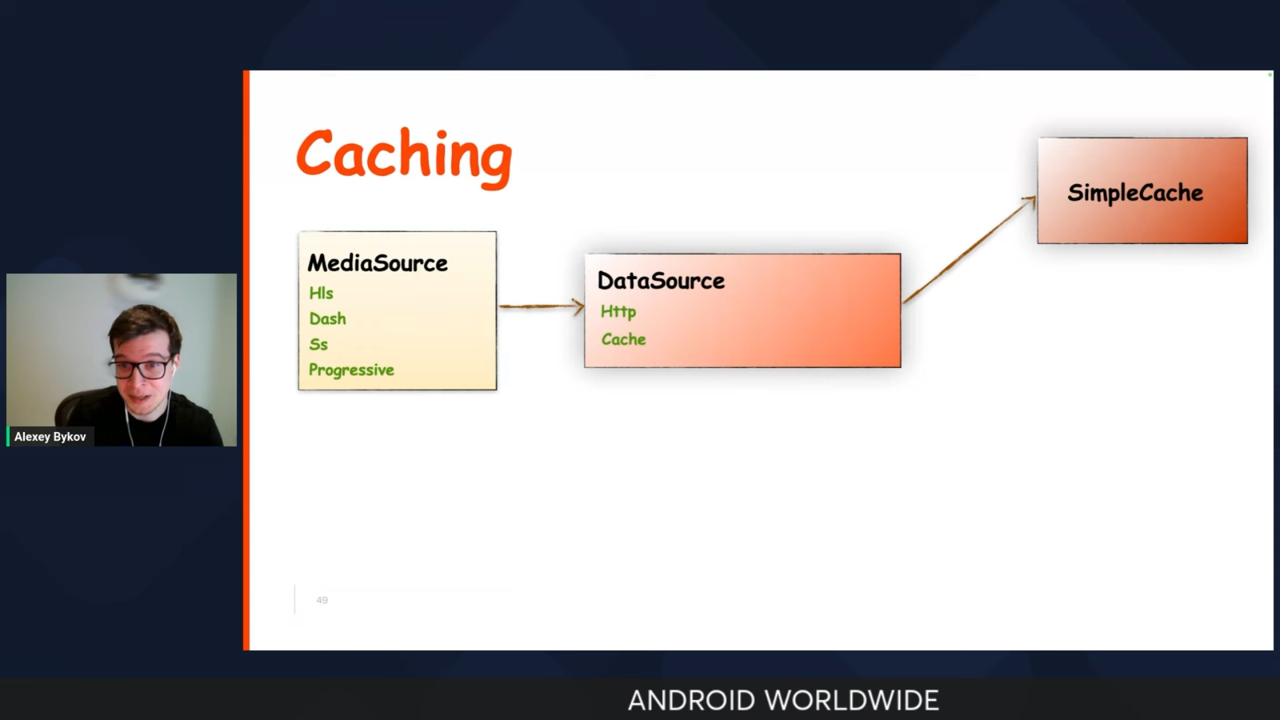 Caching
MediaSource
Hls
Dash
Ss
Progressive
DataSource
Http
Cache
SimpleCache
Alexey Bykov
49
ANDROID WORLDWIDE